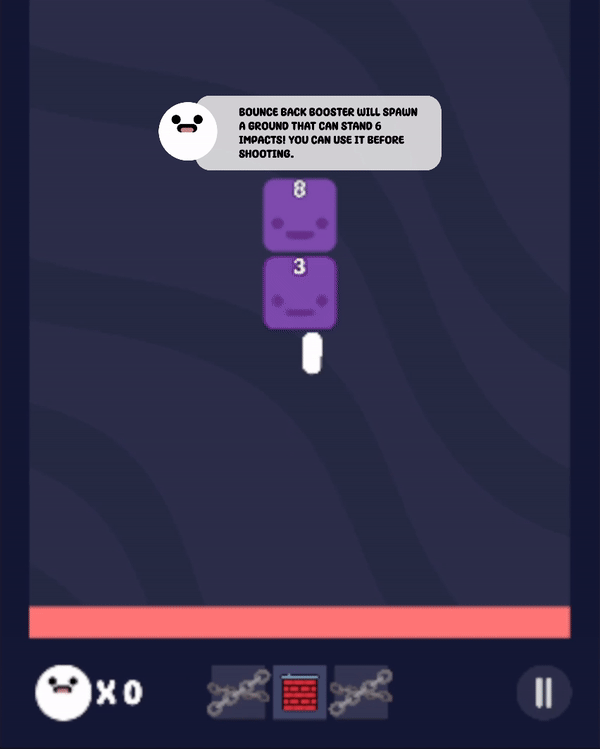 BOUNCE BACK BOOSTER WILL SPAWN
A GROUND THAT CAN STAND 6
IMPACTS! YOU CAN USE IT BEFORE
SHOOTING.
8
3
X 0